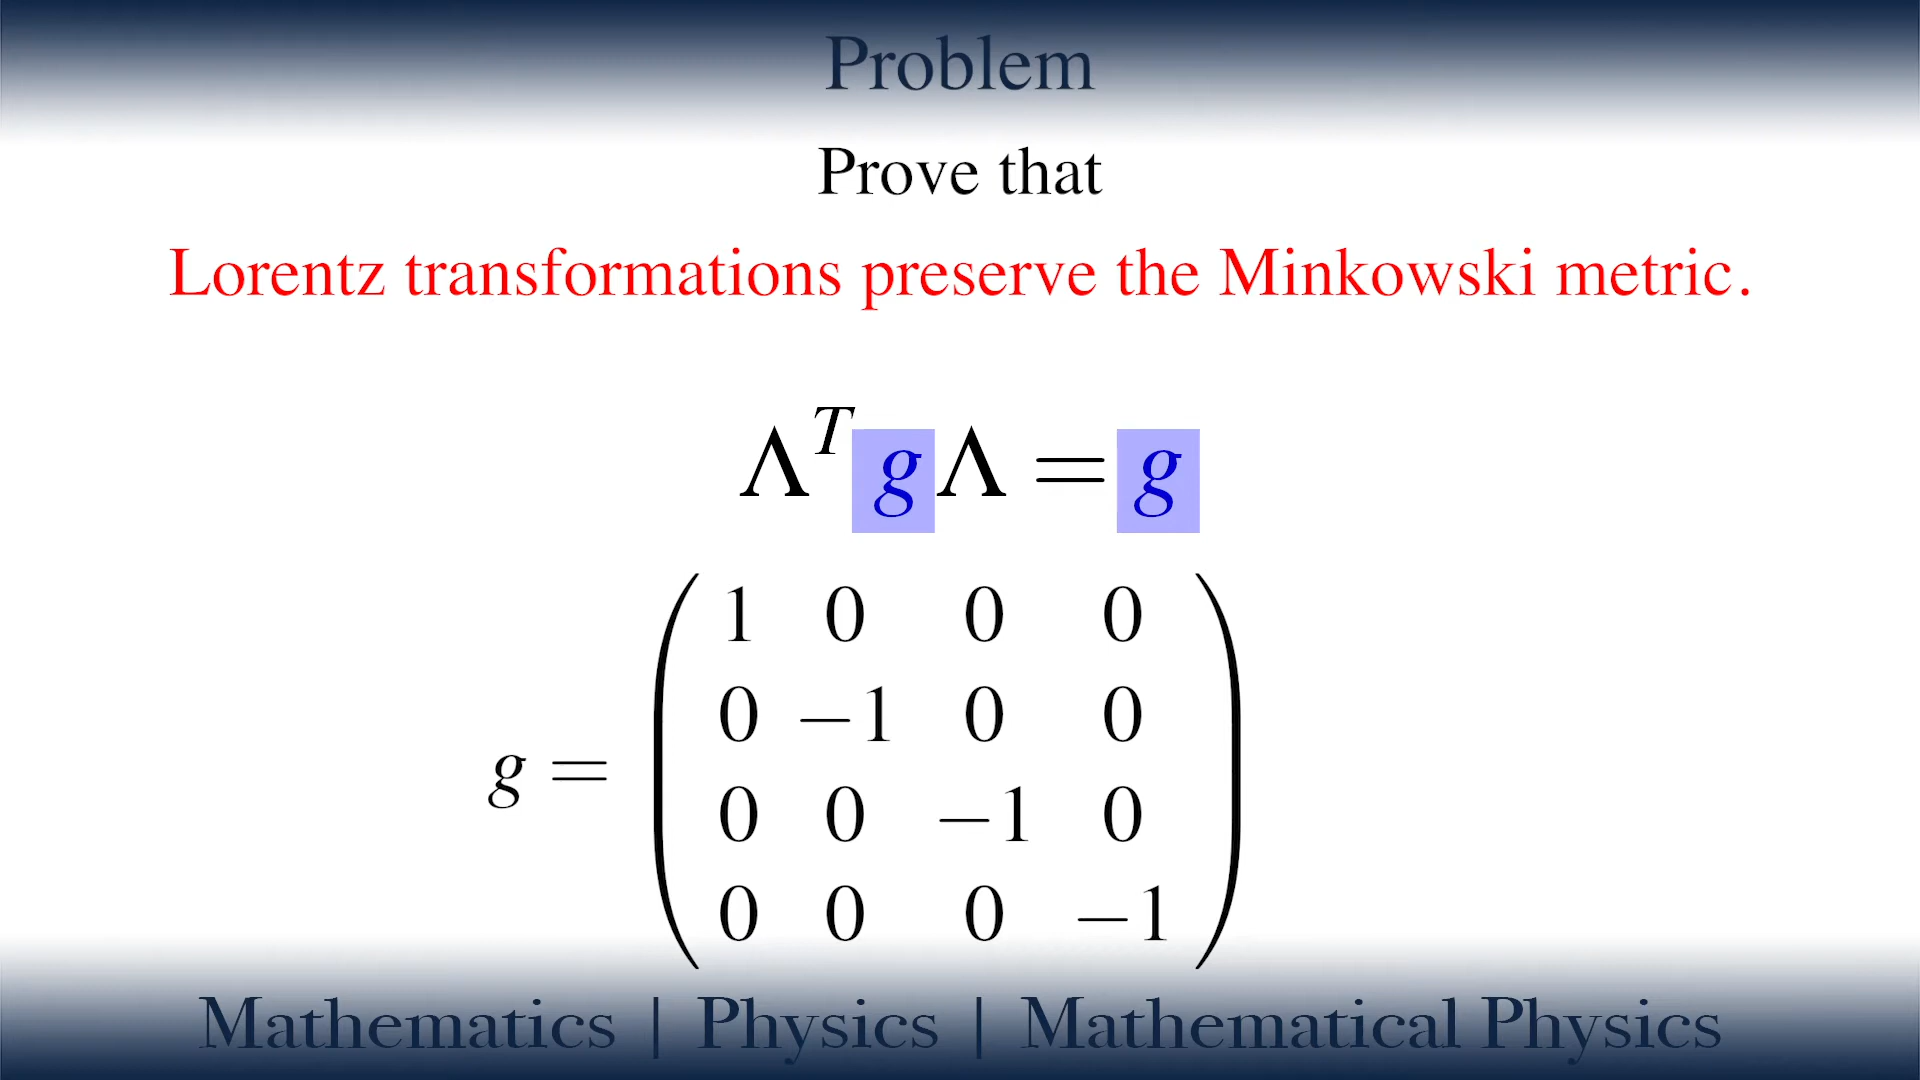 Problem
Prove that
Lorentz transformations preserve the Minkowski metric.
Λ^T g Λ = g
1 0 0 0
0 −1 0 0
g =
0 0 −1 0
0 0 0 −1
Mathematics | Physics | Mathematical Physics